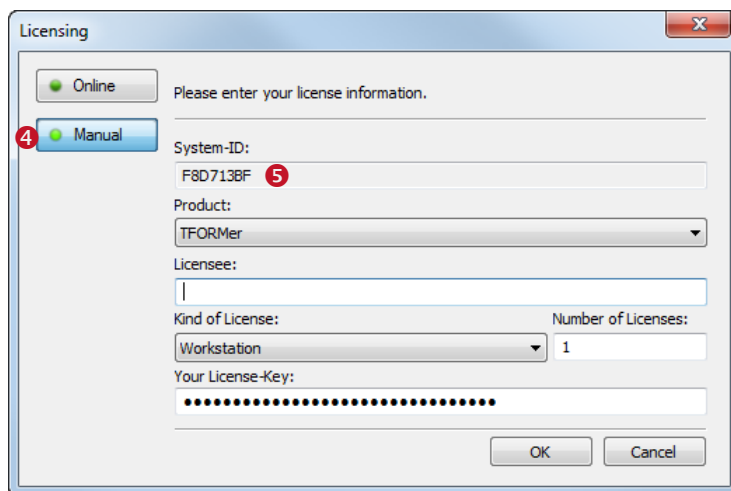 Licensing
Online
Please enter your license information.
4 Manual
System-ID:
F8D713BF 5
Product:
TFORMer
Licensee:
Kind of License: Number of Licenses:
Workstation 1
Your License-Key:
••••••••••••••••••••••••••••••••
OK Cancel